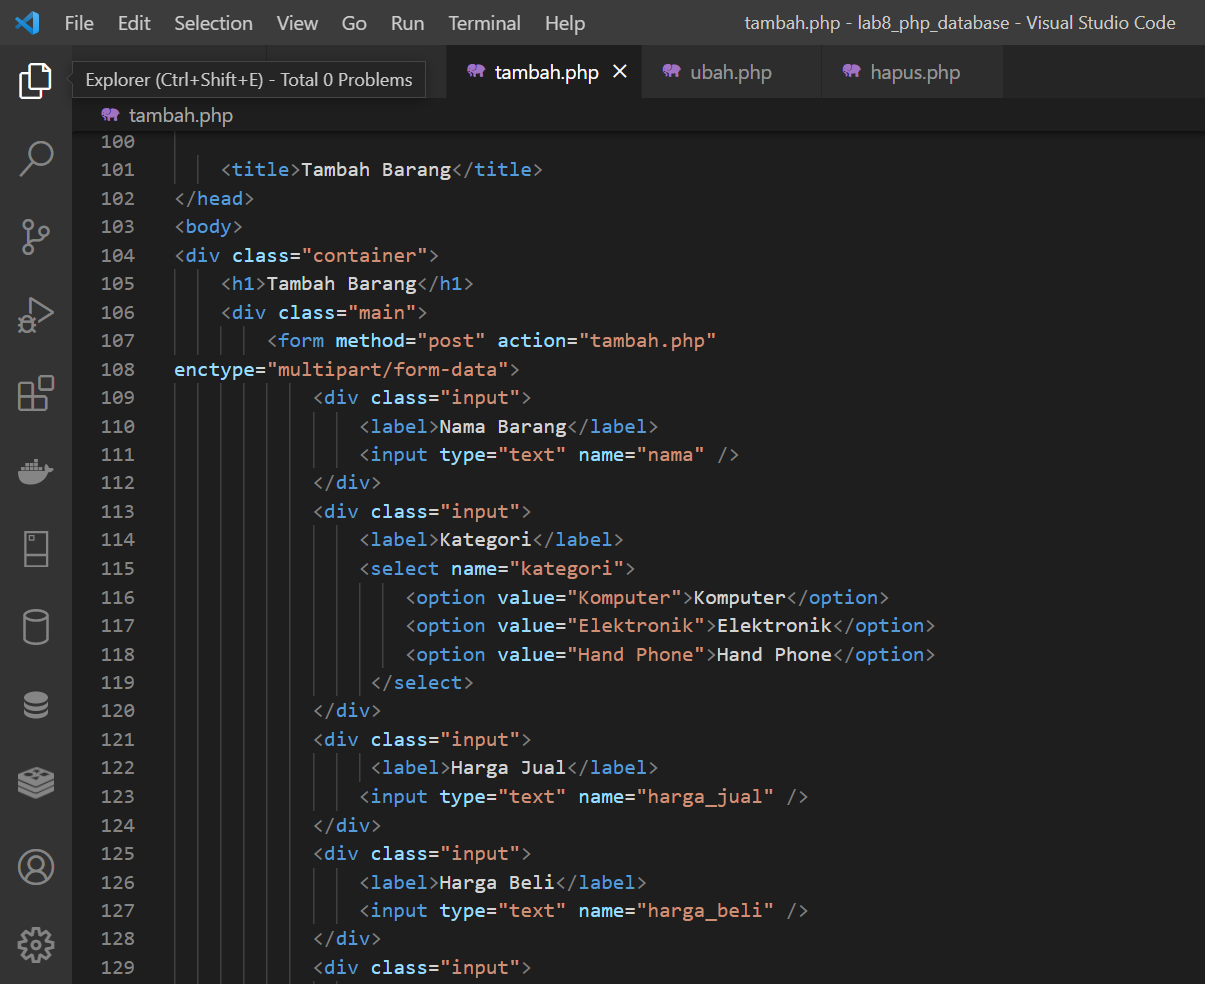 File Edit Selection View Go Run Terminal Help tambah.php - lab8_php_database - Visual Studio Code
Explorer (Ctrl+Shift+E) - Total 0 Problems tambah.php ubah.php hapus.php
tambah.php
100
101 <title>Tambah Barang</title>
102 </head>
103 <body>
104 <div class="container">
105 <h1>Tambah Barang</h1>
106 <div class="main">
107 <form method="post" action="tambah.php"
108 enctype="multipart/form-data">
109 <div class="input">
110 <label>Nama Barang</label>
111 <input type="text" name="nama" />
112 </div>
113 <div class="input">
114 <label>Kategori</label>
115 <select name="kategori">
116 <option value="Komputer">Komputer</option>
117 <option value="Elektronik">Elektronik</option>
118 <option value="Hand Phone">Hand Phone</option>
119 </select>
120 </div>
121 <div class="input">
122 <label>Harga Jual</label>
123 <input type="text" name="harga_jual" />
124 </div>
125 <div class="input">
126 <label>Harga Beli</label>
127 <input type="text" name="harga_beli" />
128 </div>
129 <div class="input">